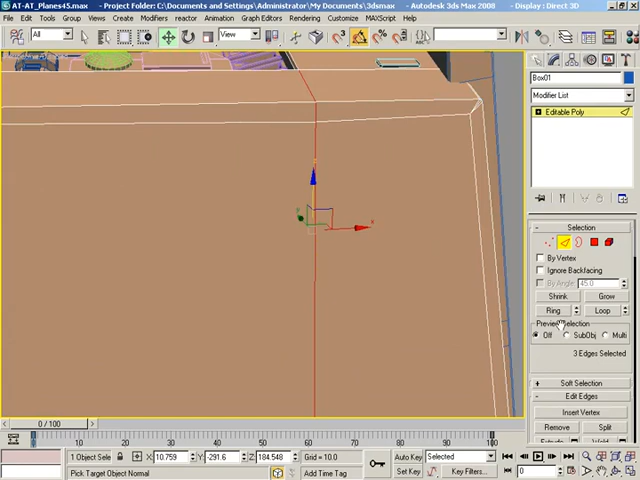 AT-AT_Planes45.max - Project Folder: C:\Documents and Settings\Administrator\My Documents\3dsmax - Autodesk 3ds Max 2008 - Display : Direct 3D
File Edit Tools Group Views Create Modifiers reactor Animation Graph Editors Rendering Customize MAXScript Help
All View
Box01
Modifier List
Editable Poly
z
x
y
Selection
By Vertex
Ignore Backfacing
By Angle: 45.0
Shrink Grow
Ring Loop
Preview Selection
Off SubObj Multi
3 Edges Selected
Soft Selection
Edit Edges
Insert Vertex
Remove Split
0 / 100
0 10 20 30 40 50 60 70 80 90 100
1 Object Sele X: 10.759 Y: -291.6 Z: 184.548 Grid = 10.0 Auto Key Selected
Pick Target Object Normal Add Time Tag Set Key Key Filters... 0